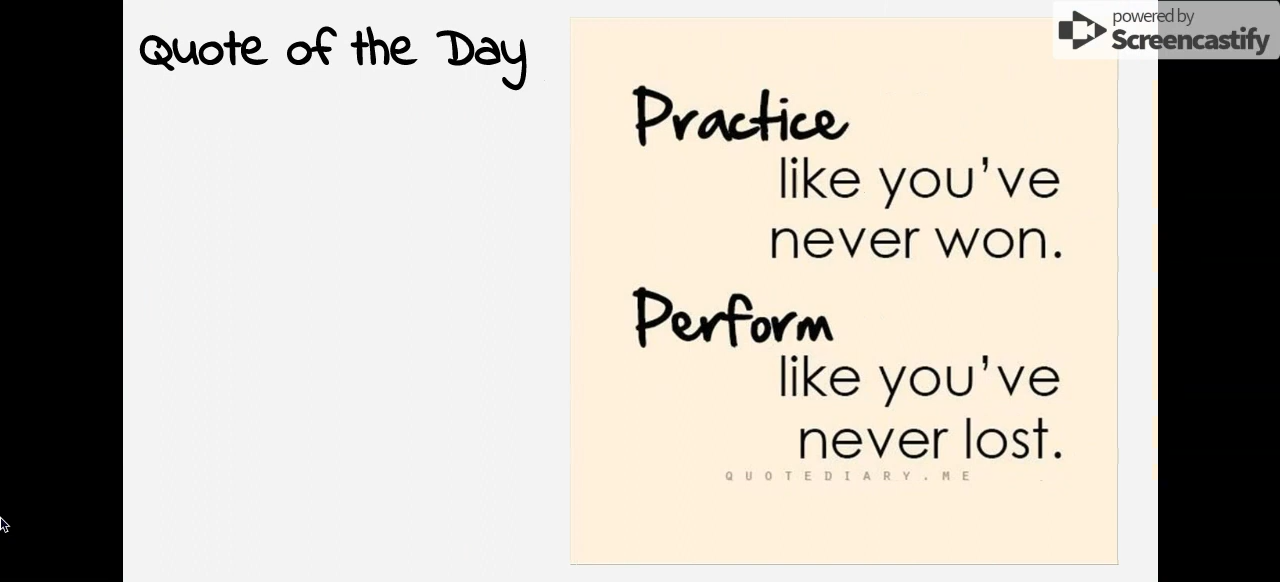 Quote of the Day
powered by
Screencastify
Practice
like you’ve
never won.
Perform
like you’ve
never lost.
QUOTEDIARY.ME